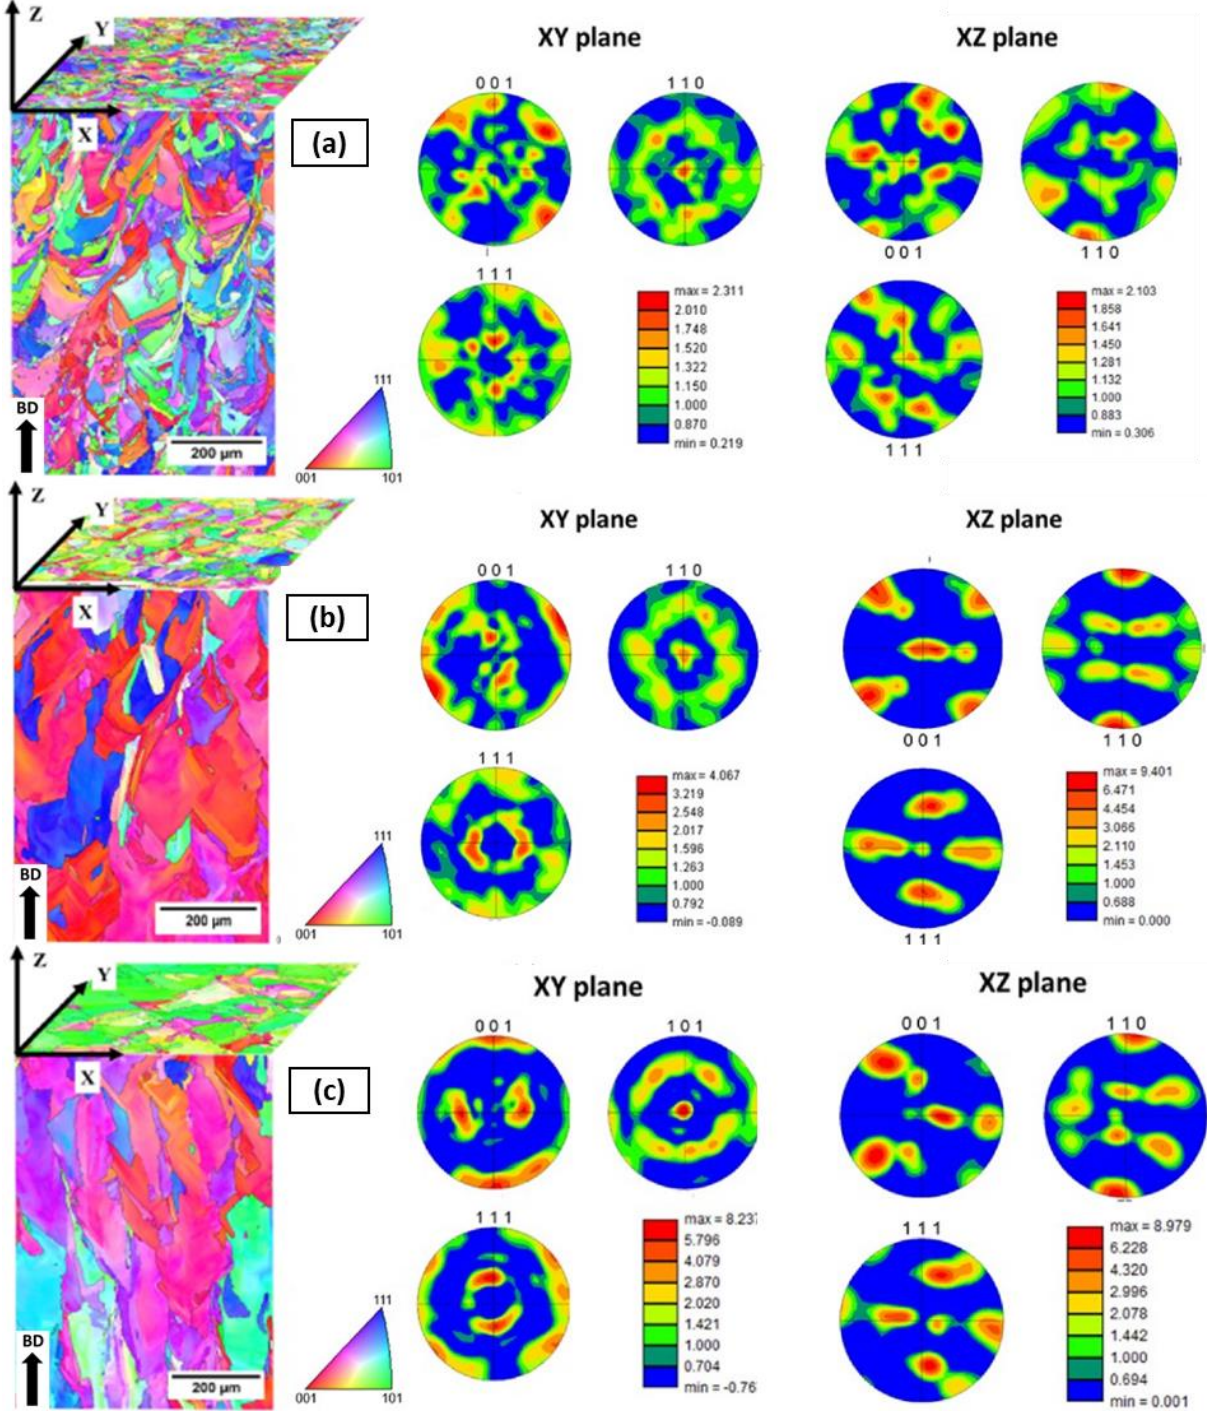 Z
Y
X
(a)
BD
200 µm
111
001
101
XY plane
0 0 1
1 1 0
1 1 1
max = 2.311
2.010
1.748
1.520
1.322
1.150
1.000
0.870
min = 0.219
XZ plane
0 0 1
1 1 0
1 1 1
max = 2.103
1.858
1.641
1.450
1.281
1.132
1.000
0.883
min = 0.306
Z
Y
X
(b)
BD
200 µm
111
001
101
XY plane
0 0 1
1 1 0
1 1 1
max = 4.067
3.219
2.548
2.017
1.596
1.263
1.000
0.792
min = -0.089
XZ plane
0 0 1
1 1 0
1 1 1
max = 9.401
6.471
4.454
3.066
2.110
1.453
1.000
0.688
min = 0.000
Z
Y
X
(c)
BD
200 µm
111
001
101
XY plane
0 0 1
1 0 1
1 1 1
max = 8.237
5.796
4.079
2.870
2.020
1.421
1.000
0.704
min = -0.76
XZ plane
0 0 1
1 1 0
1 1 1
max = 8.979
6.228
4.320
2.996
2.078
1.442
1.000
0.694
min = 0.001